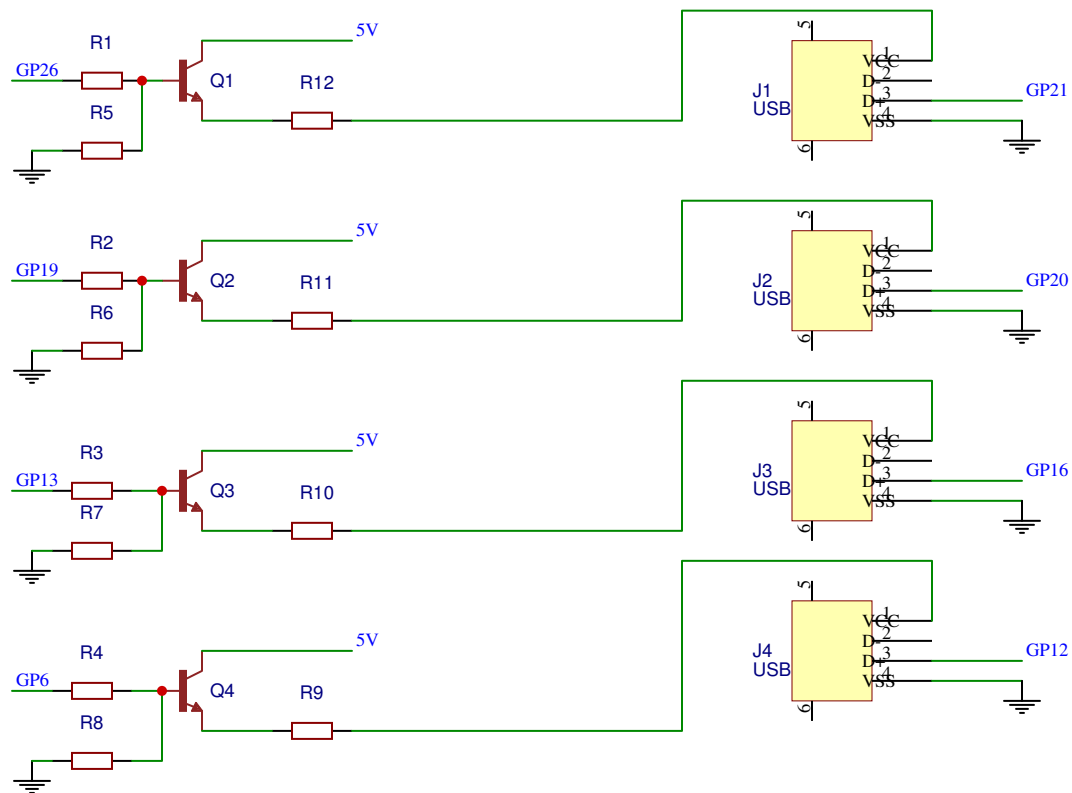 R1
5V
GP26
Q1
R12
R5
J1
USB
5
6
VCC 1
D- 2
D+ 3
VSS 4
GP21
R2
5V
GP19
Q2
R11
R6
J2
USB
5
6
VCC 1
D- 2
D+ 3
VSS 4
GP20
R3
5V
GP13
Q3
R10
R7
J3
USB
5
6
VCC 1
D- 2
D+ 3
VSS 4
GP16
R4
5V
GP6
Q4
R9
R8
J4
USB
5
6
VCC 1
D- 2
D+ 3
VSS 4
GP12